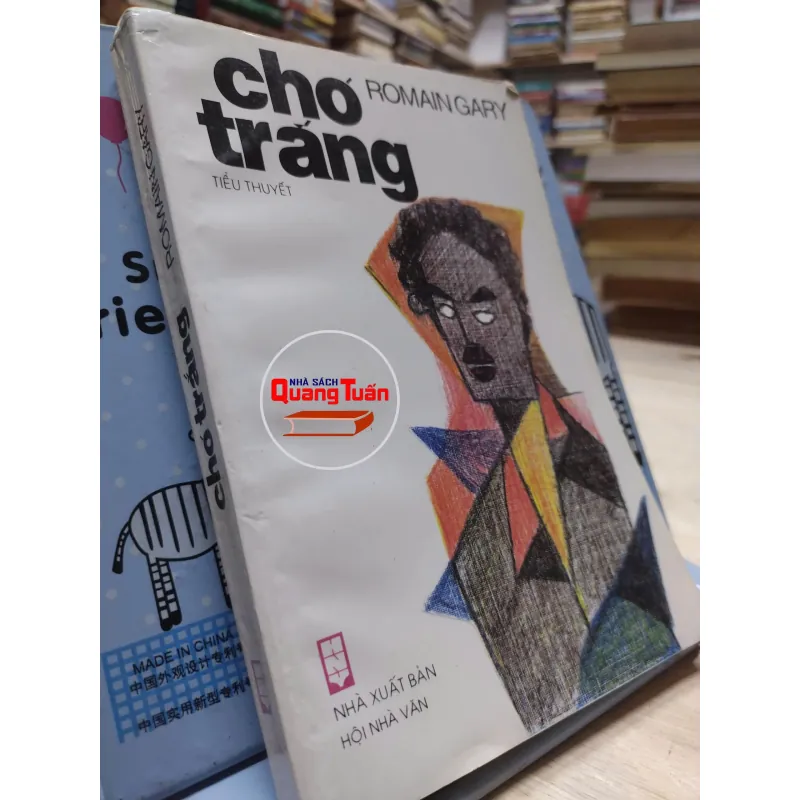 chó
trắng
ROMAIN GARY
TIỂU THUYẾT
ROMAIN GARY
chó trắng
NHÀ SÁCH
Quang Tuấn
NHÀ XUẤT BẢN
HỘI NHÀ VĂN
s
rie
MADE IN CHINA
中国外观设计专利
中国实用新型专利